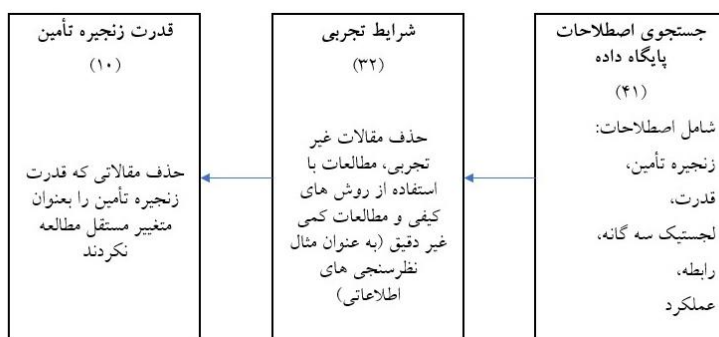 جستجوی اصطلاحات
پایگاه داده
(۴۱)
شامل اصطلاحات:
زنجیره تأمین،
قدرت،
لجستیک سه گانه،
رابطه،
عملکرد
شرایط تجربی
(۳۲)
حذف مقالات غیر
تجربی، مطالعات با
استفاده از روش های
کیفی و مطالعات کمی
غیر دقیق (به عنوان مثال
نظرسنجی های
اطلاعاتی)
قدرت زنجیره تأمین
(۱۰)
حذف مقالاتی که قدرت
زنجیره تأمین را بعنوان
متغییر مستقل مطالعه
نکردند